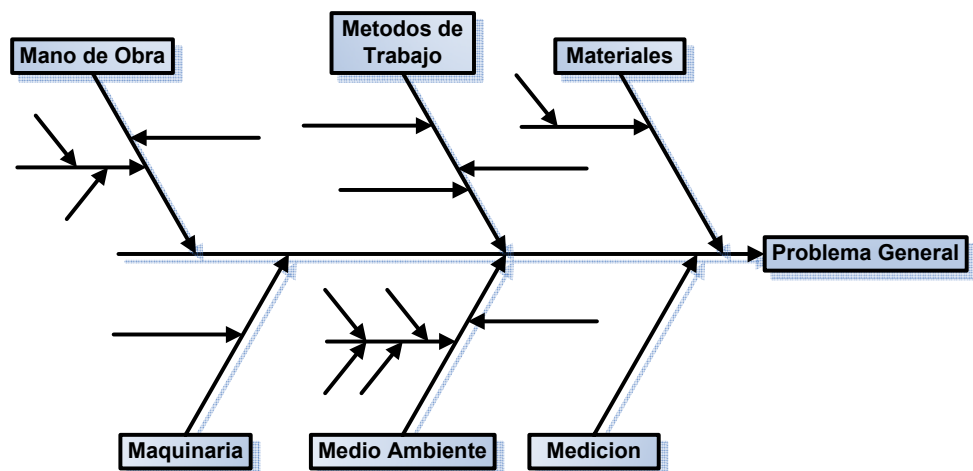 Mano de Obra
Metodos de
Trabajo
Materiales
Problema General
Maquinaria
Medio Ambiente
Medicion